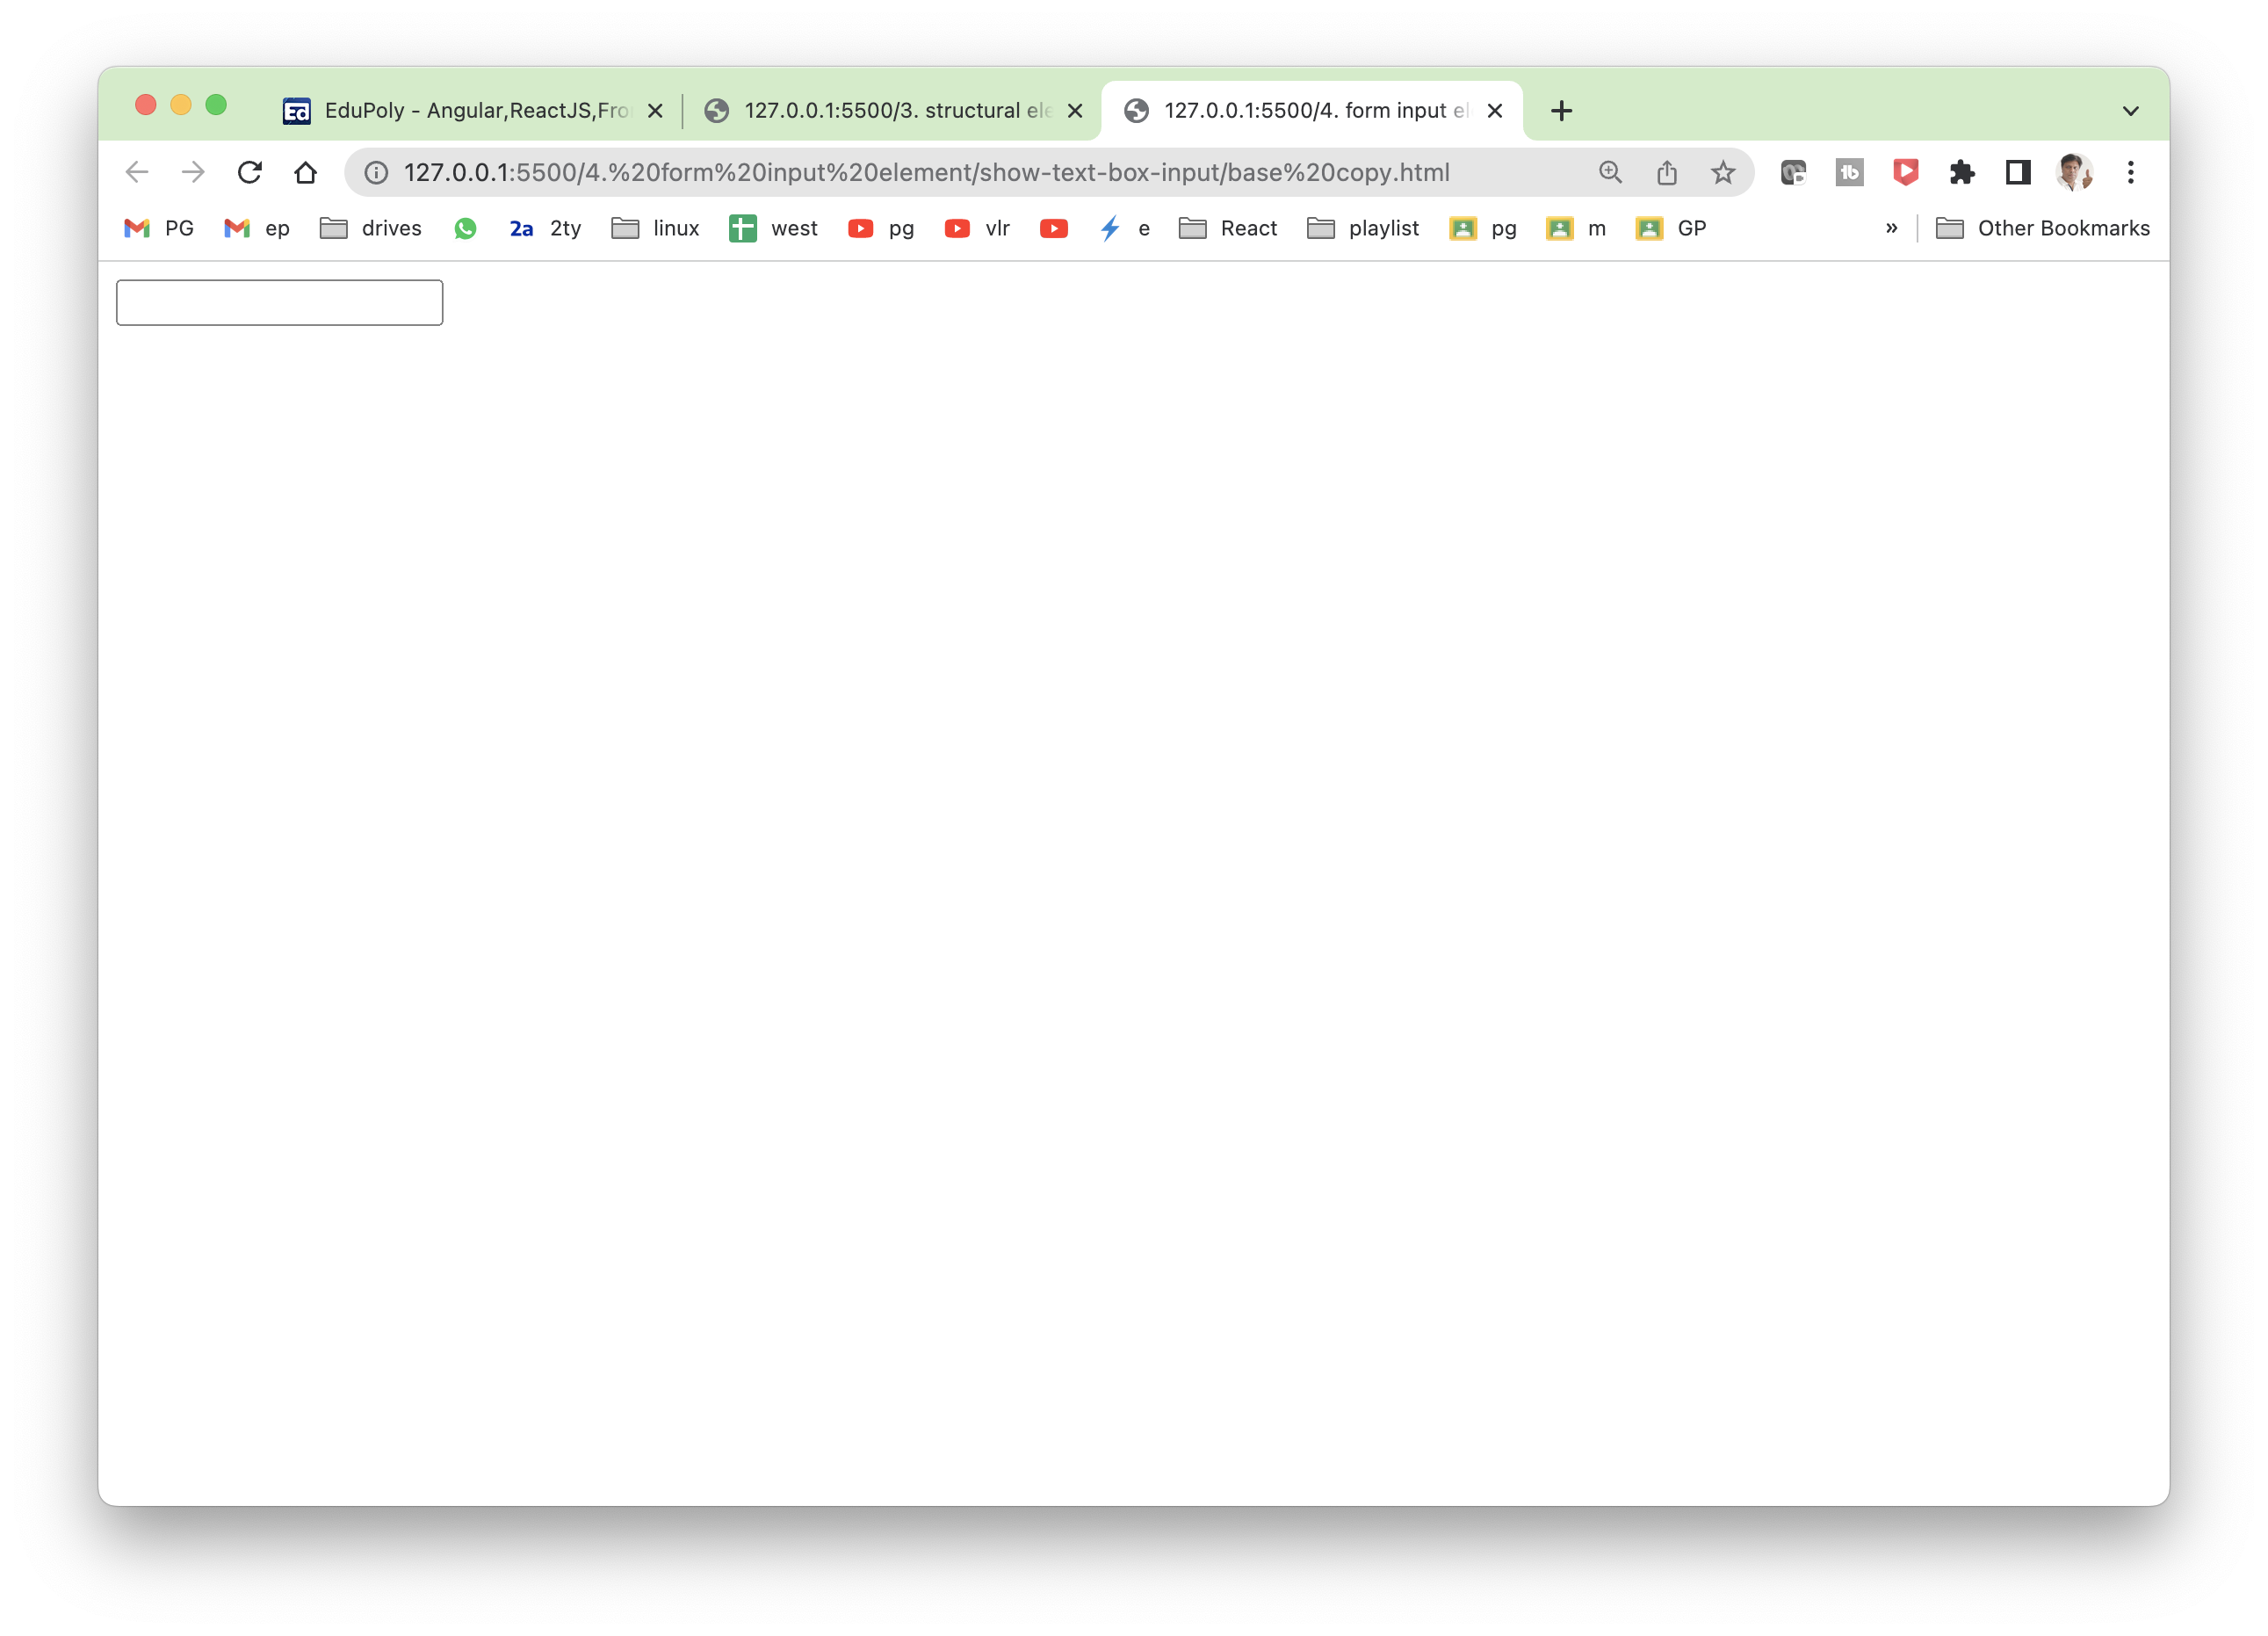 Ed EduPoly - Angular,ReactJS,Fro 127.0.0.1:5500/3. structural ele 127.0.0.1:5500/4. form input el
127.0.0.1:5500/4.%20form%20input%20element/show-text-box-input/base%20copy.html
PG ep drives 2a 2ty linux west pg vlr e React playlist pg m GP » Other Bookmarks